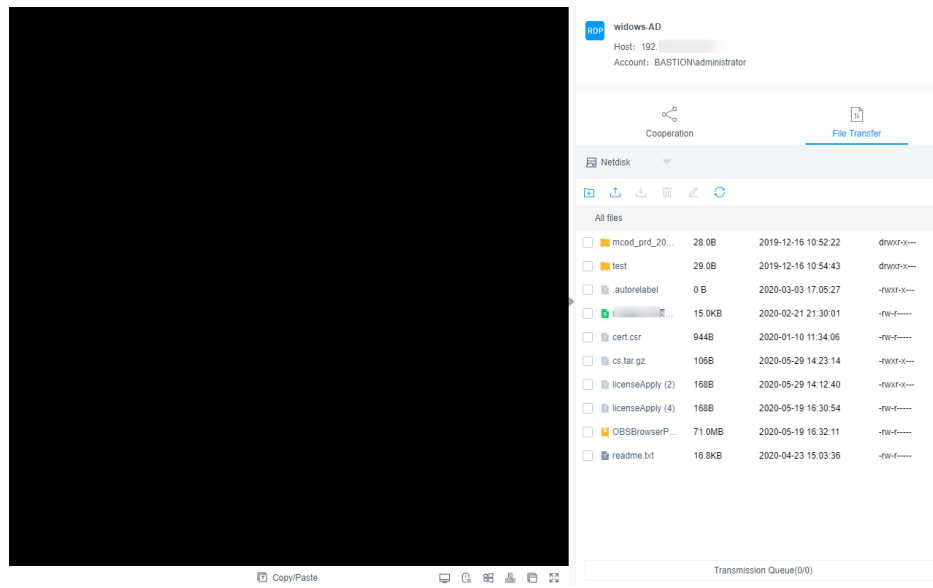 RDP
widows-AD
Host: 192.
Account: BASTION\administrator
Cooperation
File Transfer
Netdisk
All files
mcod_prd_20... 28.0B 2019-12-16 10:52:22 drwxr-x---
test 29.0B 2019-12-16 10:54:43 drwxr-x---
.autorelabel 0 B 2020-03-03 17:05:27 -rwxr-x---
... 15.0KB 2020-02-21 21:30:01 -rw-r-----
cert.csr 944B 2020-01-10 11:34:06 -rw-r-----
cs.tar.gz 106B 2020-05-29 14:23:14 -rwxr-x---
licenseApply (2) 168B 2020-05-29 14:12:40 -rwxr-x---
licenseApply (4) 168B 2020-05-19 16:30:54 -rw-r-----
OBSBrowserP... 71.0MB 2020-05-19 16:32:11 -rw-r-----
readme.txt 16.8KB 2020-04-23 15:03:36 -rw-r-----
Transmission Queue(0/0)
Copy/Paste